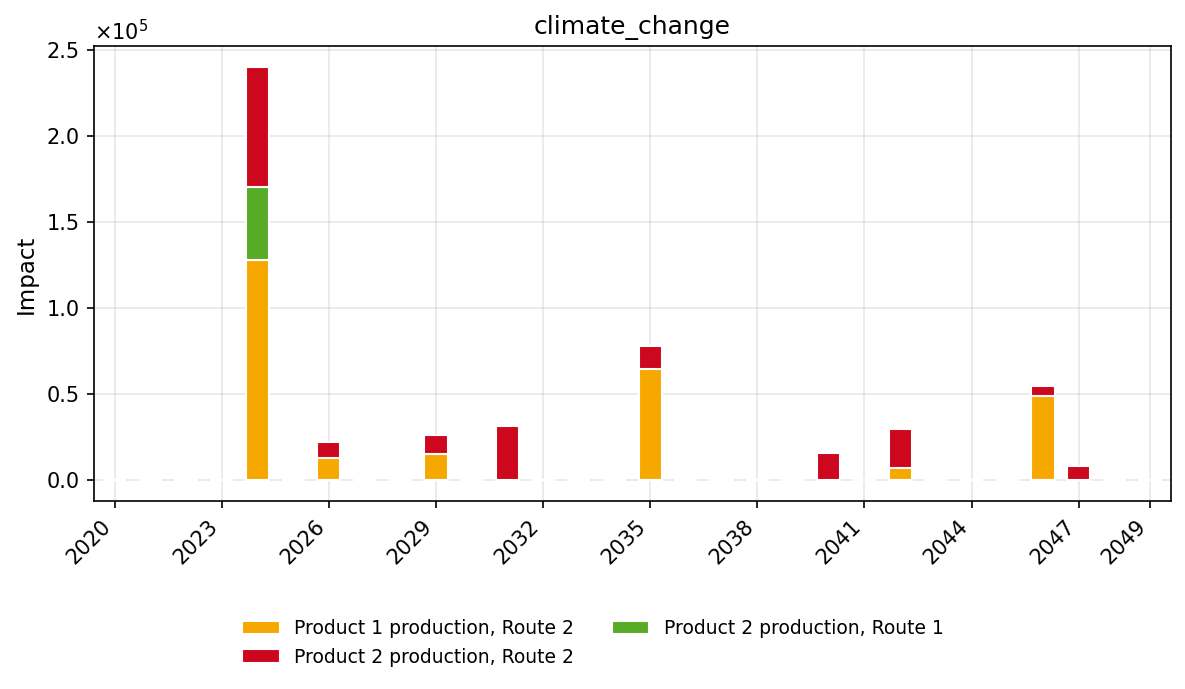 climate_change
×10⁵
2.5
2.0
1.5
1.0
0.5
0.0
Impact
2020 2023 2026 2029 2032 2035 2038 2041 2044 2047 2049
Product 1 production, Route 2 Product 2 production, Route 1
Product 2 production, Route 2